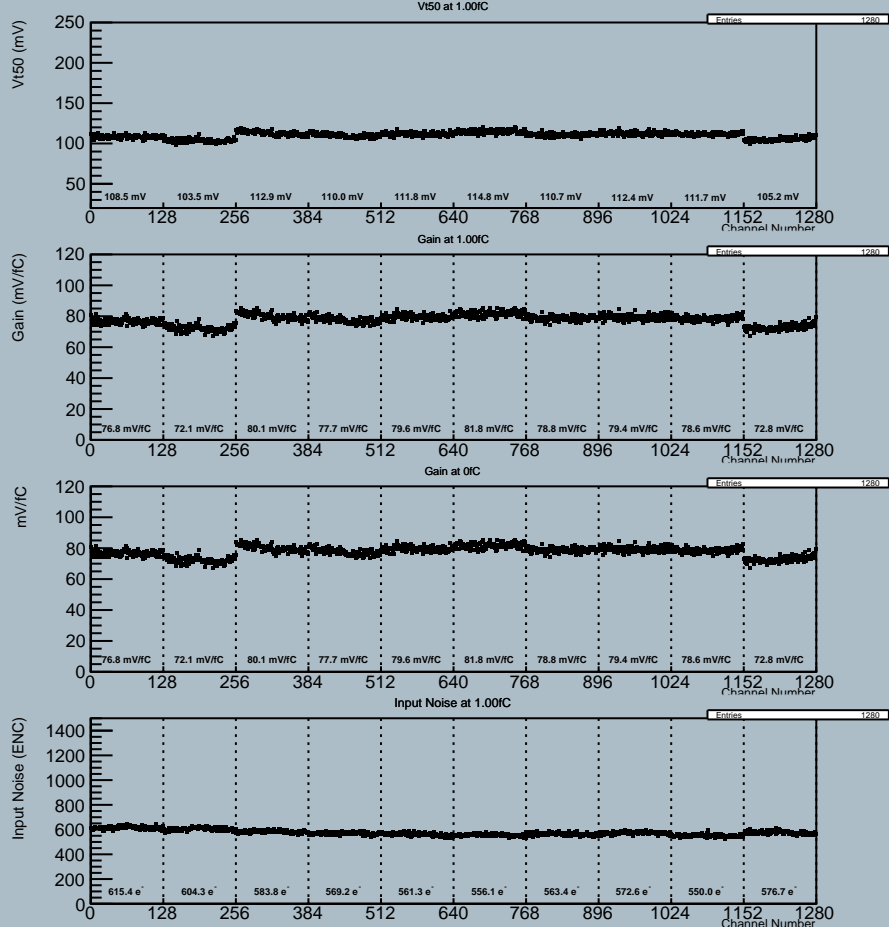 Vt50 at 1.00fC
Entries 1280
Vt50 (mV)
250
200
150
100
50
108.5 mV 103.5 mV 112.9 mV 110.0 mV 111.8 mV 114.8 mV 110.7 mV 112.4 mV 111.7 mV 105.2 mV
0 128 256 384 512 640 768 896 1024 1152 1280
Channel Number
Gain at 1.00fC
Entries 1280
Gain (mV/fC)
120
100
80
60
40
20
0
76.8 mV/fC 72.1 mV/fC 80.1 mV/fC 77.7 mV/fC 79.6 mV/fC 81.8 mV/fC 78.8 mV/fC 79.4 mV/fC 78.6 mV/fC 72.8 mV/fC
0 128 256 384 512 640 768 896 1024 1152 1280
Channel Number
Gain at 0fC
Entries 1280
mV/fC
120
100
80
60
40
20
0
76.8 mV/fC 72.1 mV/fC 80.1 mV/fC 77.7 mV/fC 79.6 mV/fC 81.8 mV/fC 78.8 mV/fC 79.4 mV/fC 78.6 mV/fC 72.8 mV/fC
0 128 256 384 512 640 768 896 1024 1152 1280
Channel Number
Input Noise at 1.00fC
Entries 1280
Input Noise (ENC)
1400
1200
1000
800
600
400
200
0
615.4 e⁻ 604.3 e⁻ 583.8 e⁻ 569.2 e⁻ 561.3 e⁻ 556.1 e⁻ 563.4 e⁻ 572.6 e⁻ 550.0 e⁻ 576.7 e⁻
0 128 256 384 512 640 768 896 1024 1152 1280
Channel Number